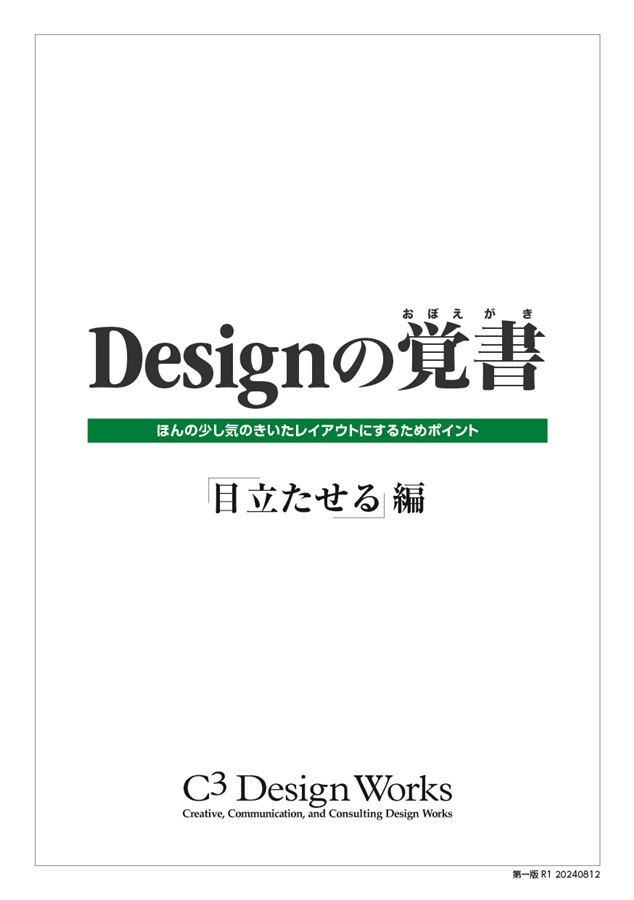 おぼえがき
Designの覚書
ほんの少し気のきいたレイアウトにするためポイント
「目立たせる」編
C³ Design Works
Creative, Communication, and Consulting Design Works
第一版 R1 20240812